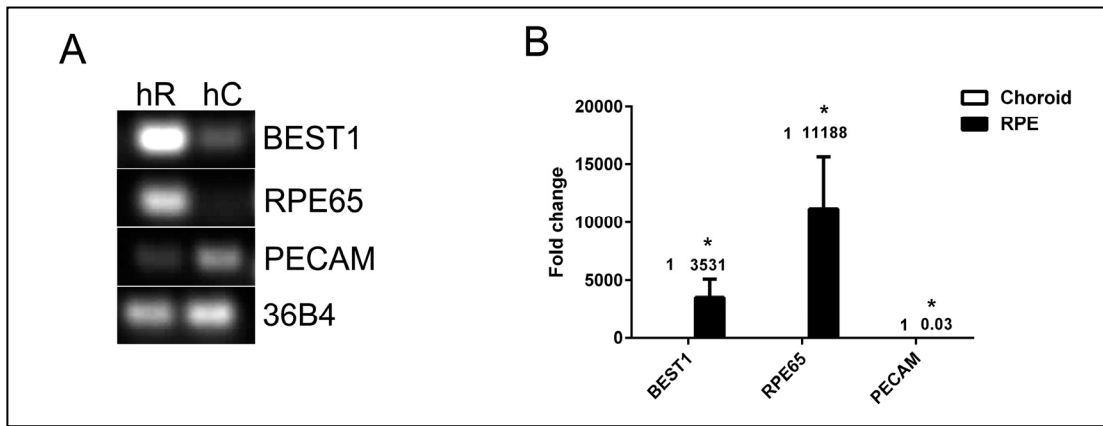 A
hR hC
BEST1
RPE65
PECAM
36B4
B
Choroid
RPE
Fold change
20000
15000
10000
5000
0
*
1 3531
*
1 11188
*
1 0.03
BEST1
RPE65
PECAM